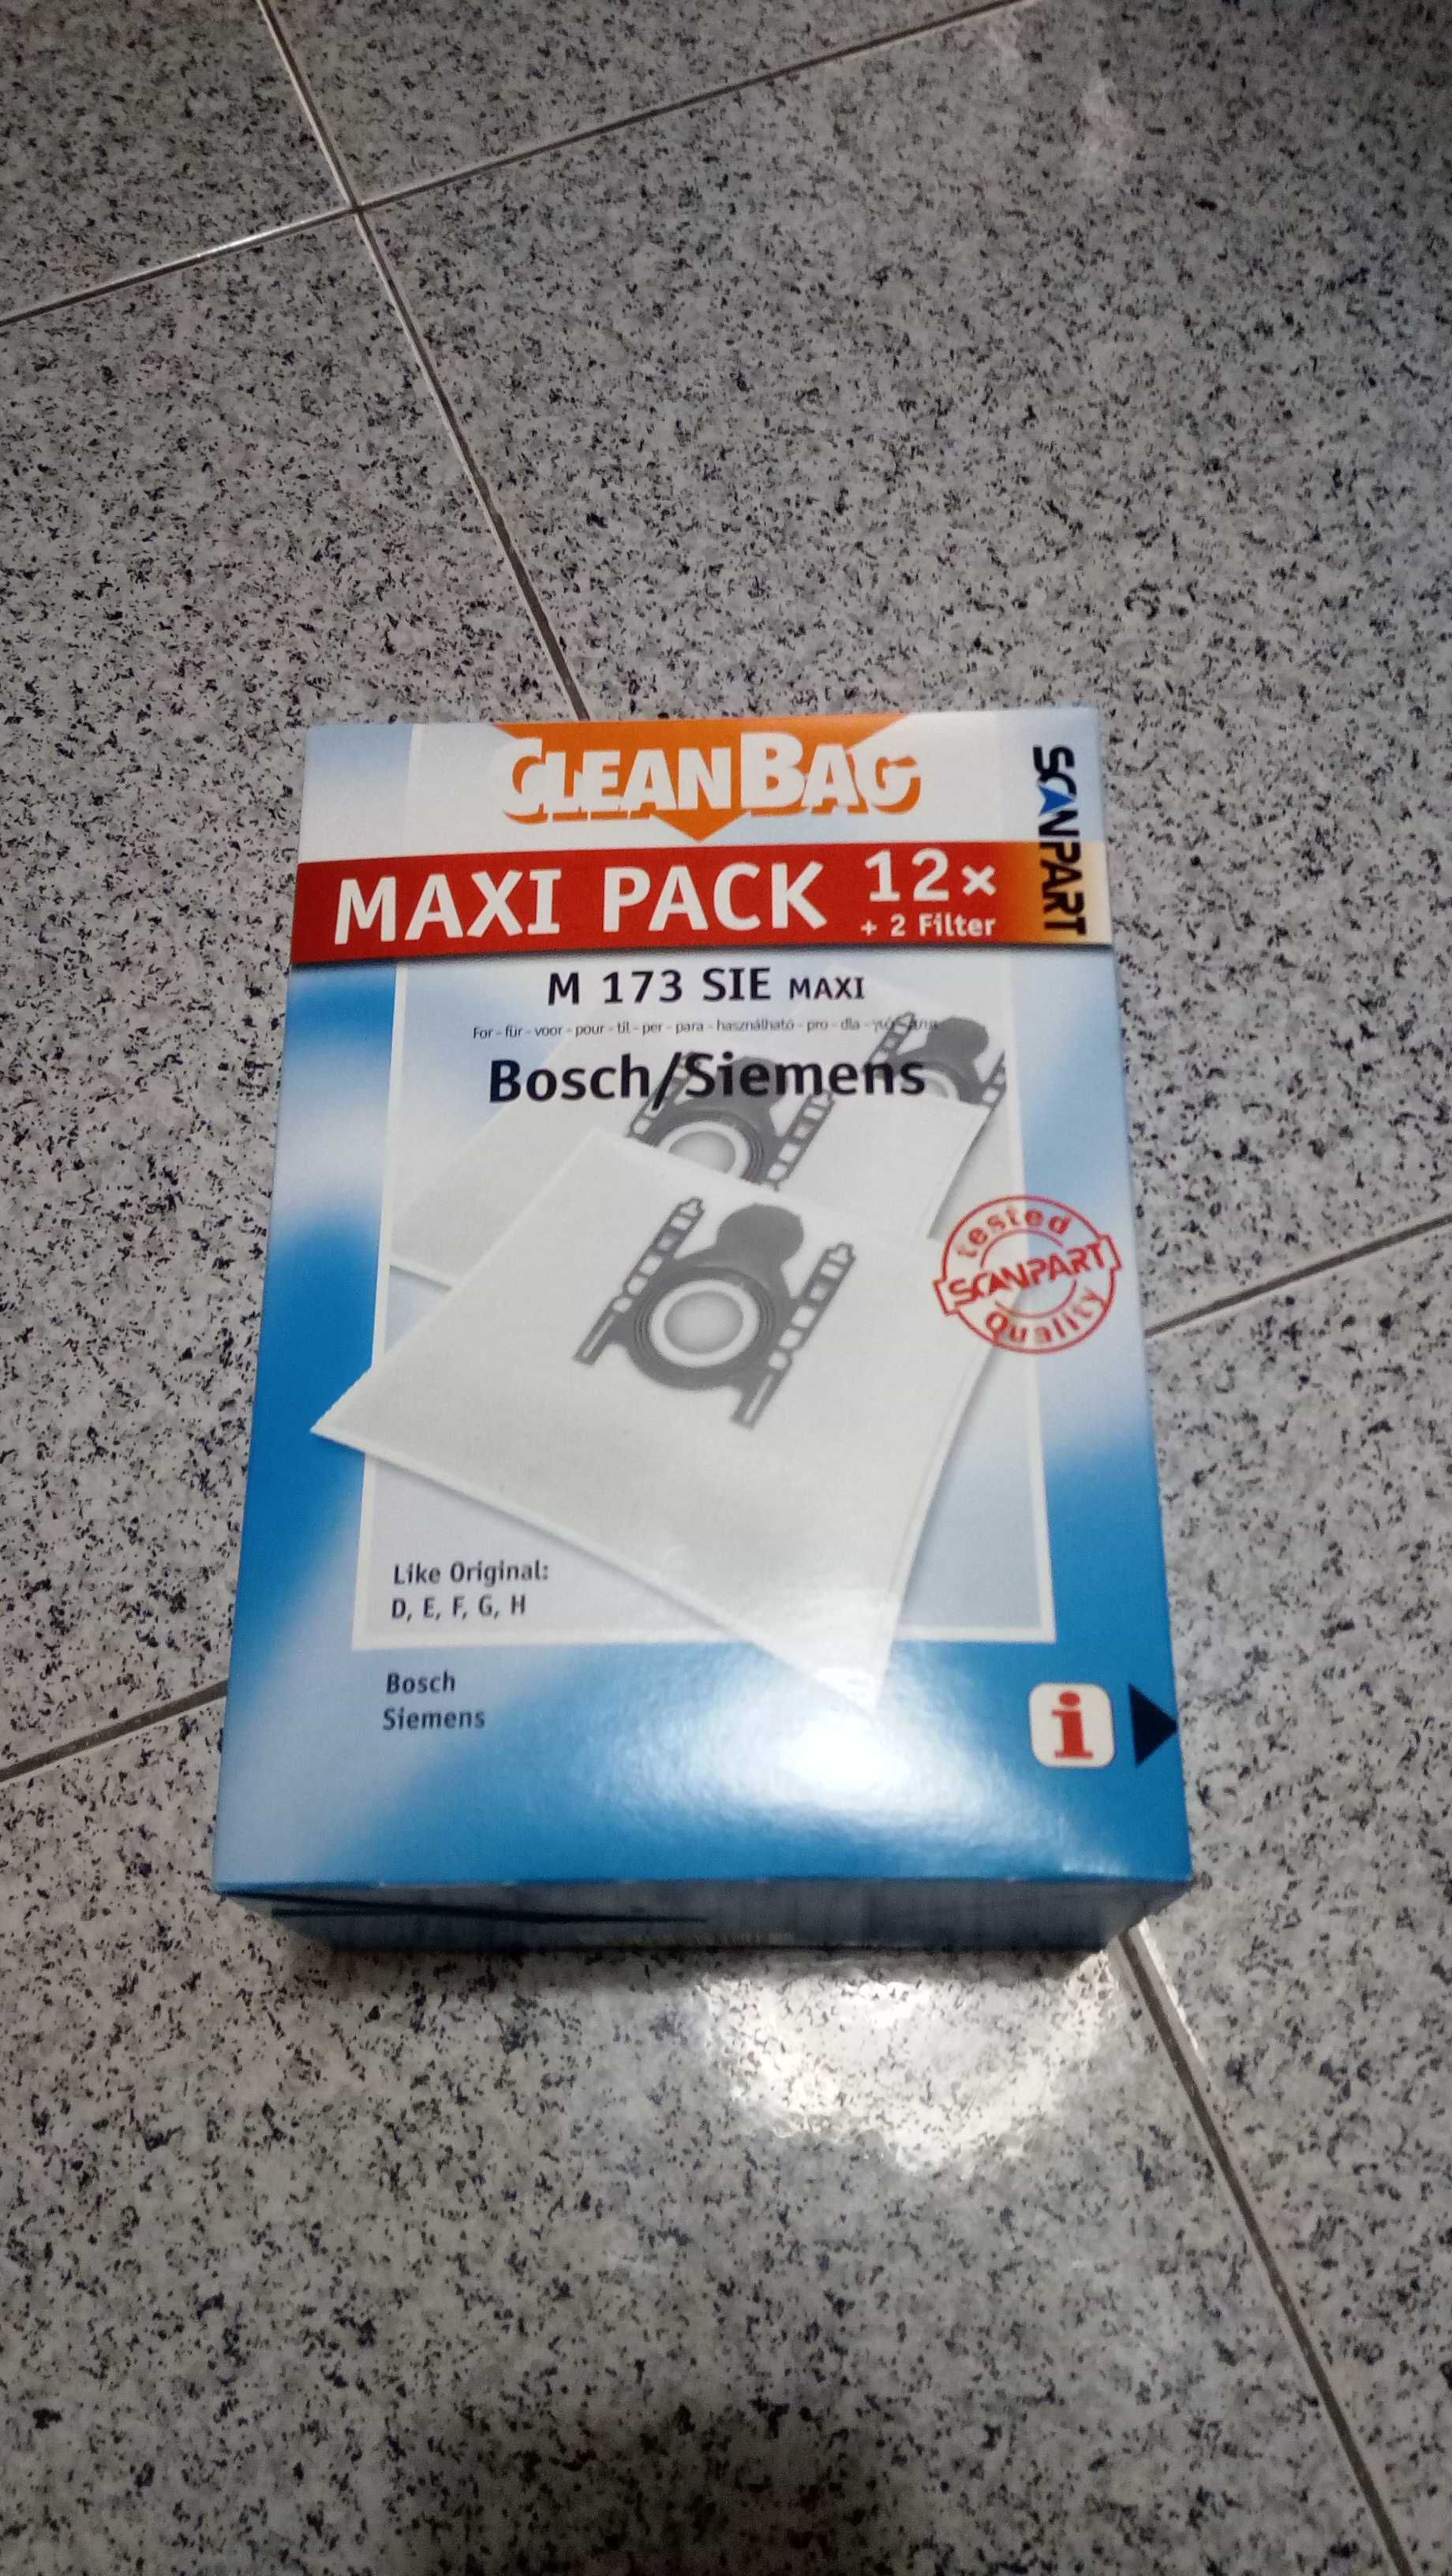 CLEANBAG
SCANPART
MAXI PACK 12x
+ 2 Filter
M 173 SIE MAXI
For - für - voor - pour - til - per - para - használható - pro - dla -
Bosch/Siemens
tested
SCANPART
Quality
Like Original:
D, E, F, G, H
Bosch
Siemens
i